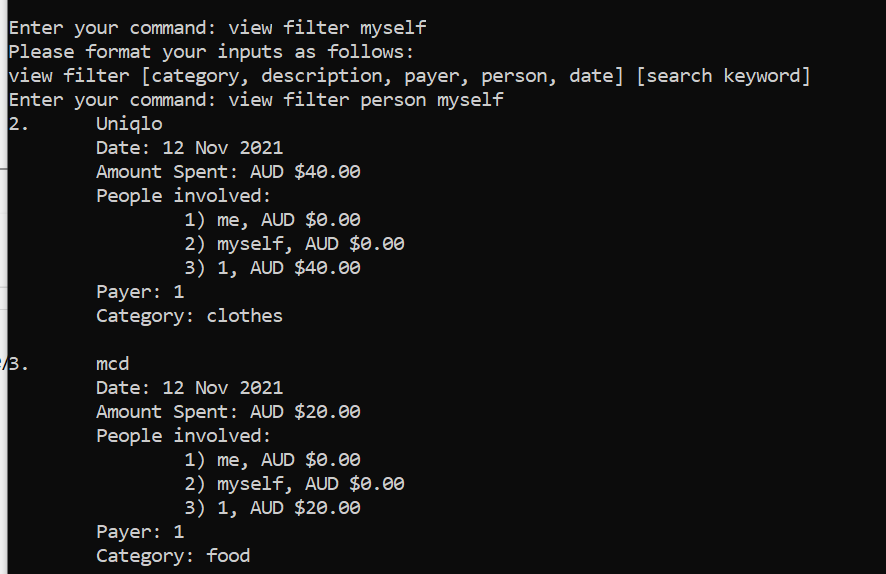 Enter your command: view filter myself
Please format your inputs as follows:
view filter [category, description, payer, person, date] [search keyword]
Enter your command: view filter person myself
2. Uniqlo
Date: 12 Nov 2021
Amount Spent: AUD $40.00
People involved:
1) me, AUD $0.00
2) myself, AUD $0.00
3) 1, AUD $40.00
Payer: 1
Category: clothes
3. mcd
Date: 12 Nov 2021
Amount Spent: AUD $20.00
People involved:
1) me, AUD $0.00
2) myself, AUD $0.00
3) 1, AUD $20.00
Payer: 1
Category: food